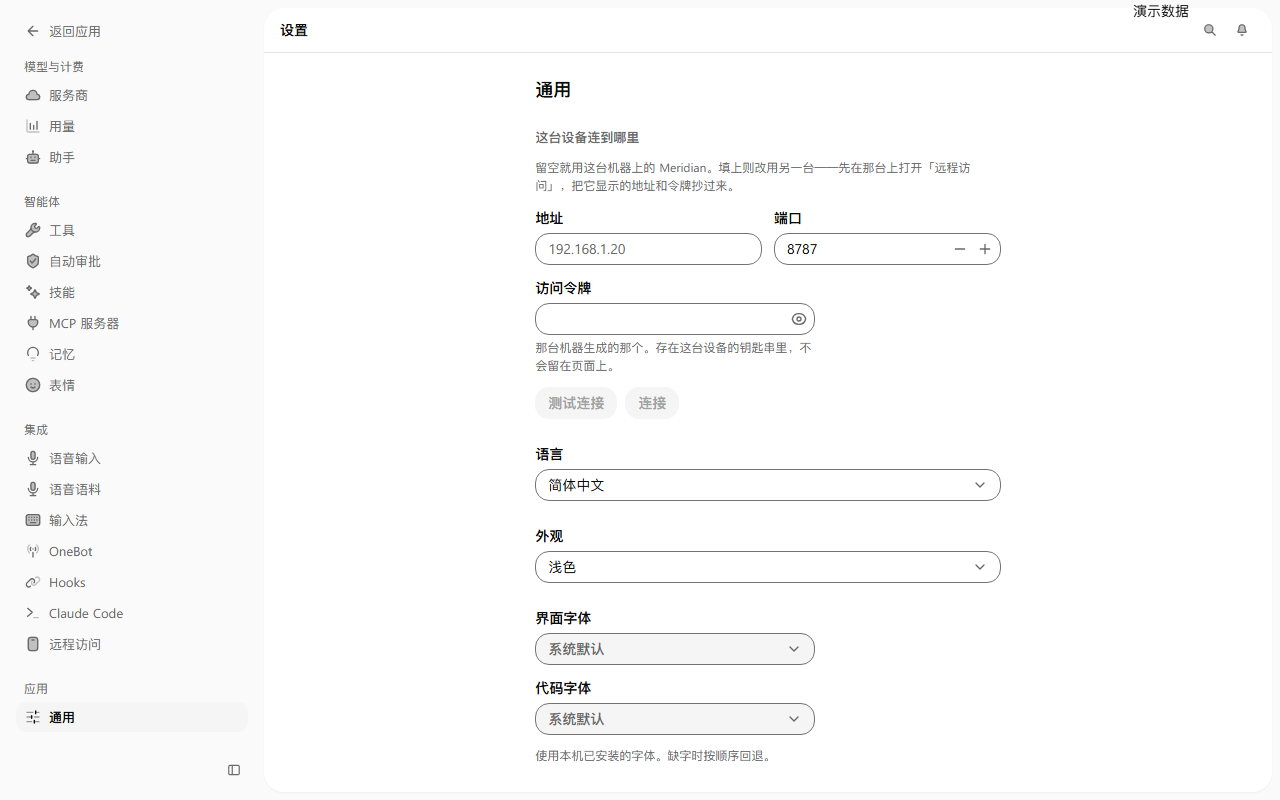 演示数据
返回应用
设置
模型与计费
服务商
用量
助手
智能体
工具
自动审批
技能
MCP 服务器
记忆
表情
集成
语音输入
语音语料
输入法
OneBot
Hooks
Claude Code
远程访问
应用
通用
通用
这台设备连到哪里
留空就用这台机器上的 Meridian。填上则改用另一台——先在那台上打开「远程访
问」，把它显示的地址和令牌抄过来。
地址
端口
192.168.1.20
8787
访问令牌
那台机器生成的那个。存在这台设备的钥匙串里，不
会留在页面上。
测试连接
连接
语言
简体中文
外观
浅色
界面字体
系统默认
代码字体
系统默认
使用本机已安装的字体。缺字时按顺序回退。